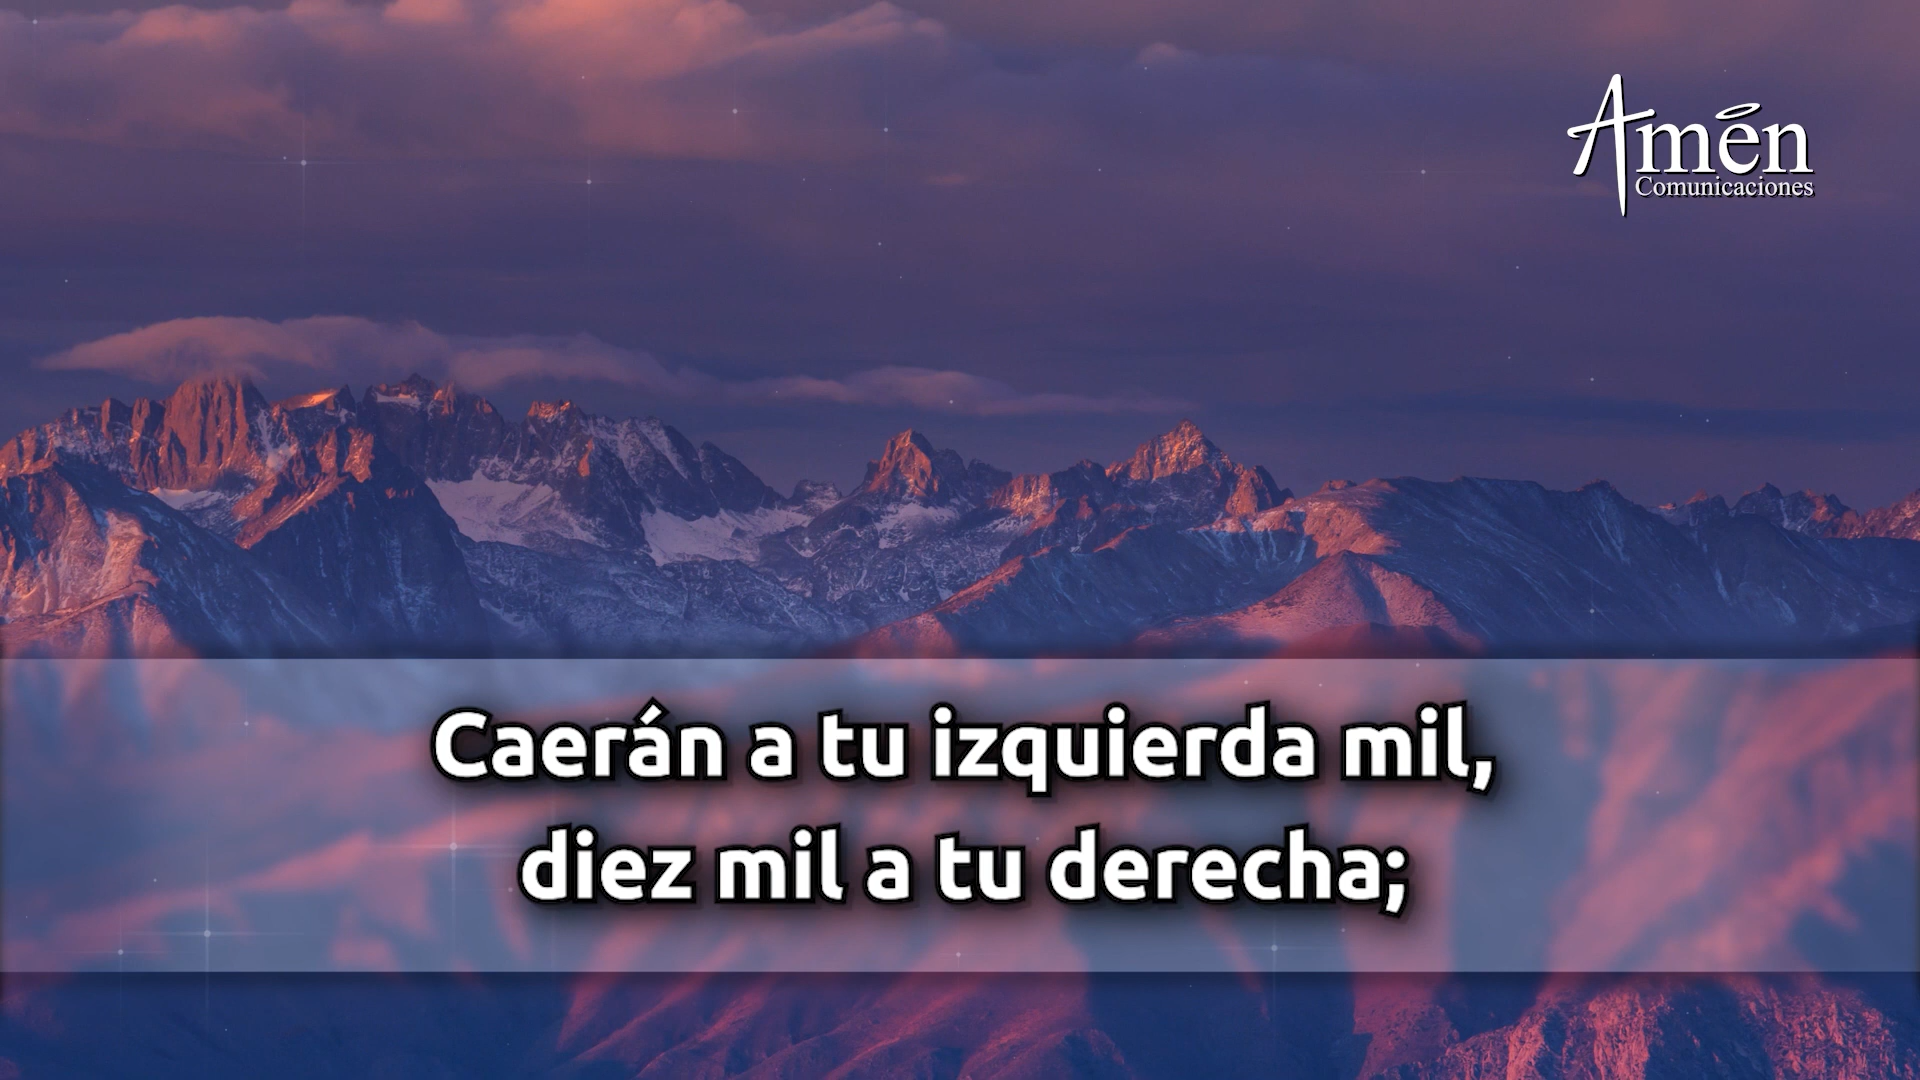 Amén
Comunicaciones
Caerán a tu izquierda mil,
diez mil a tu derecha;